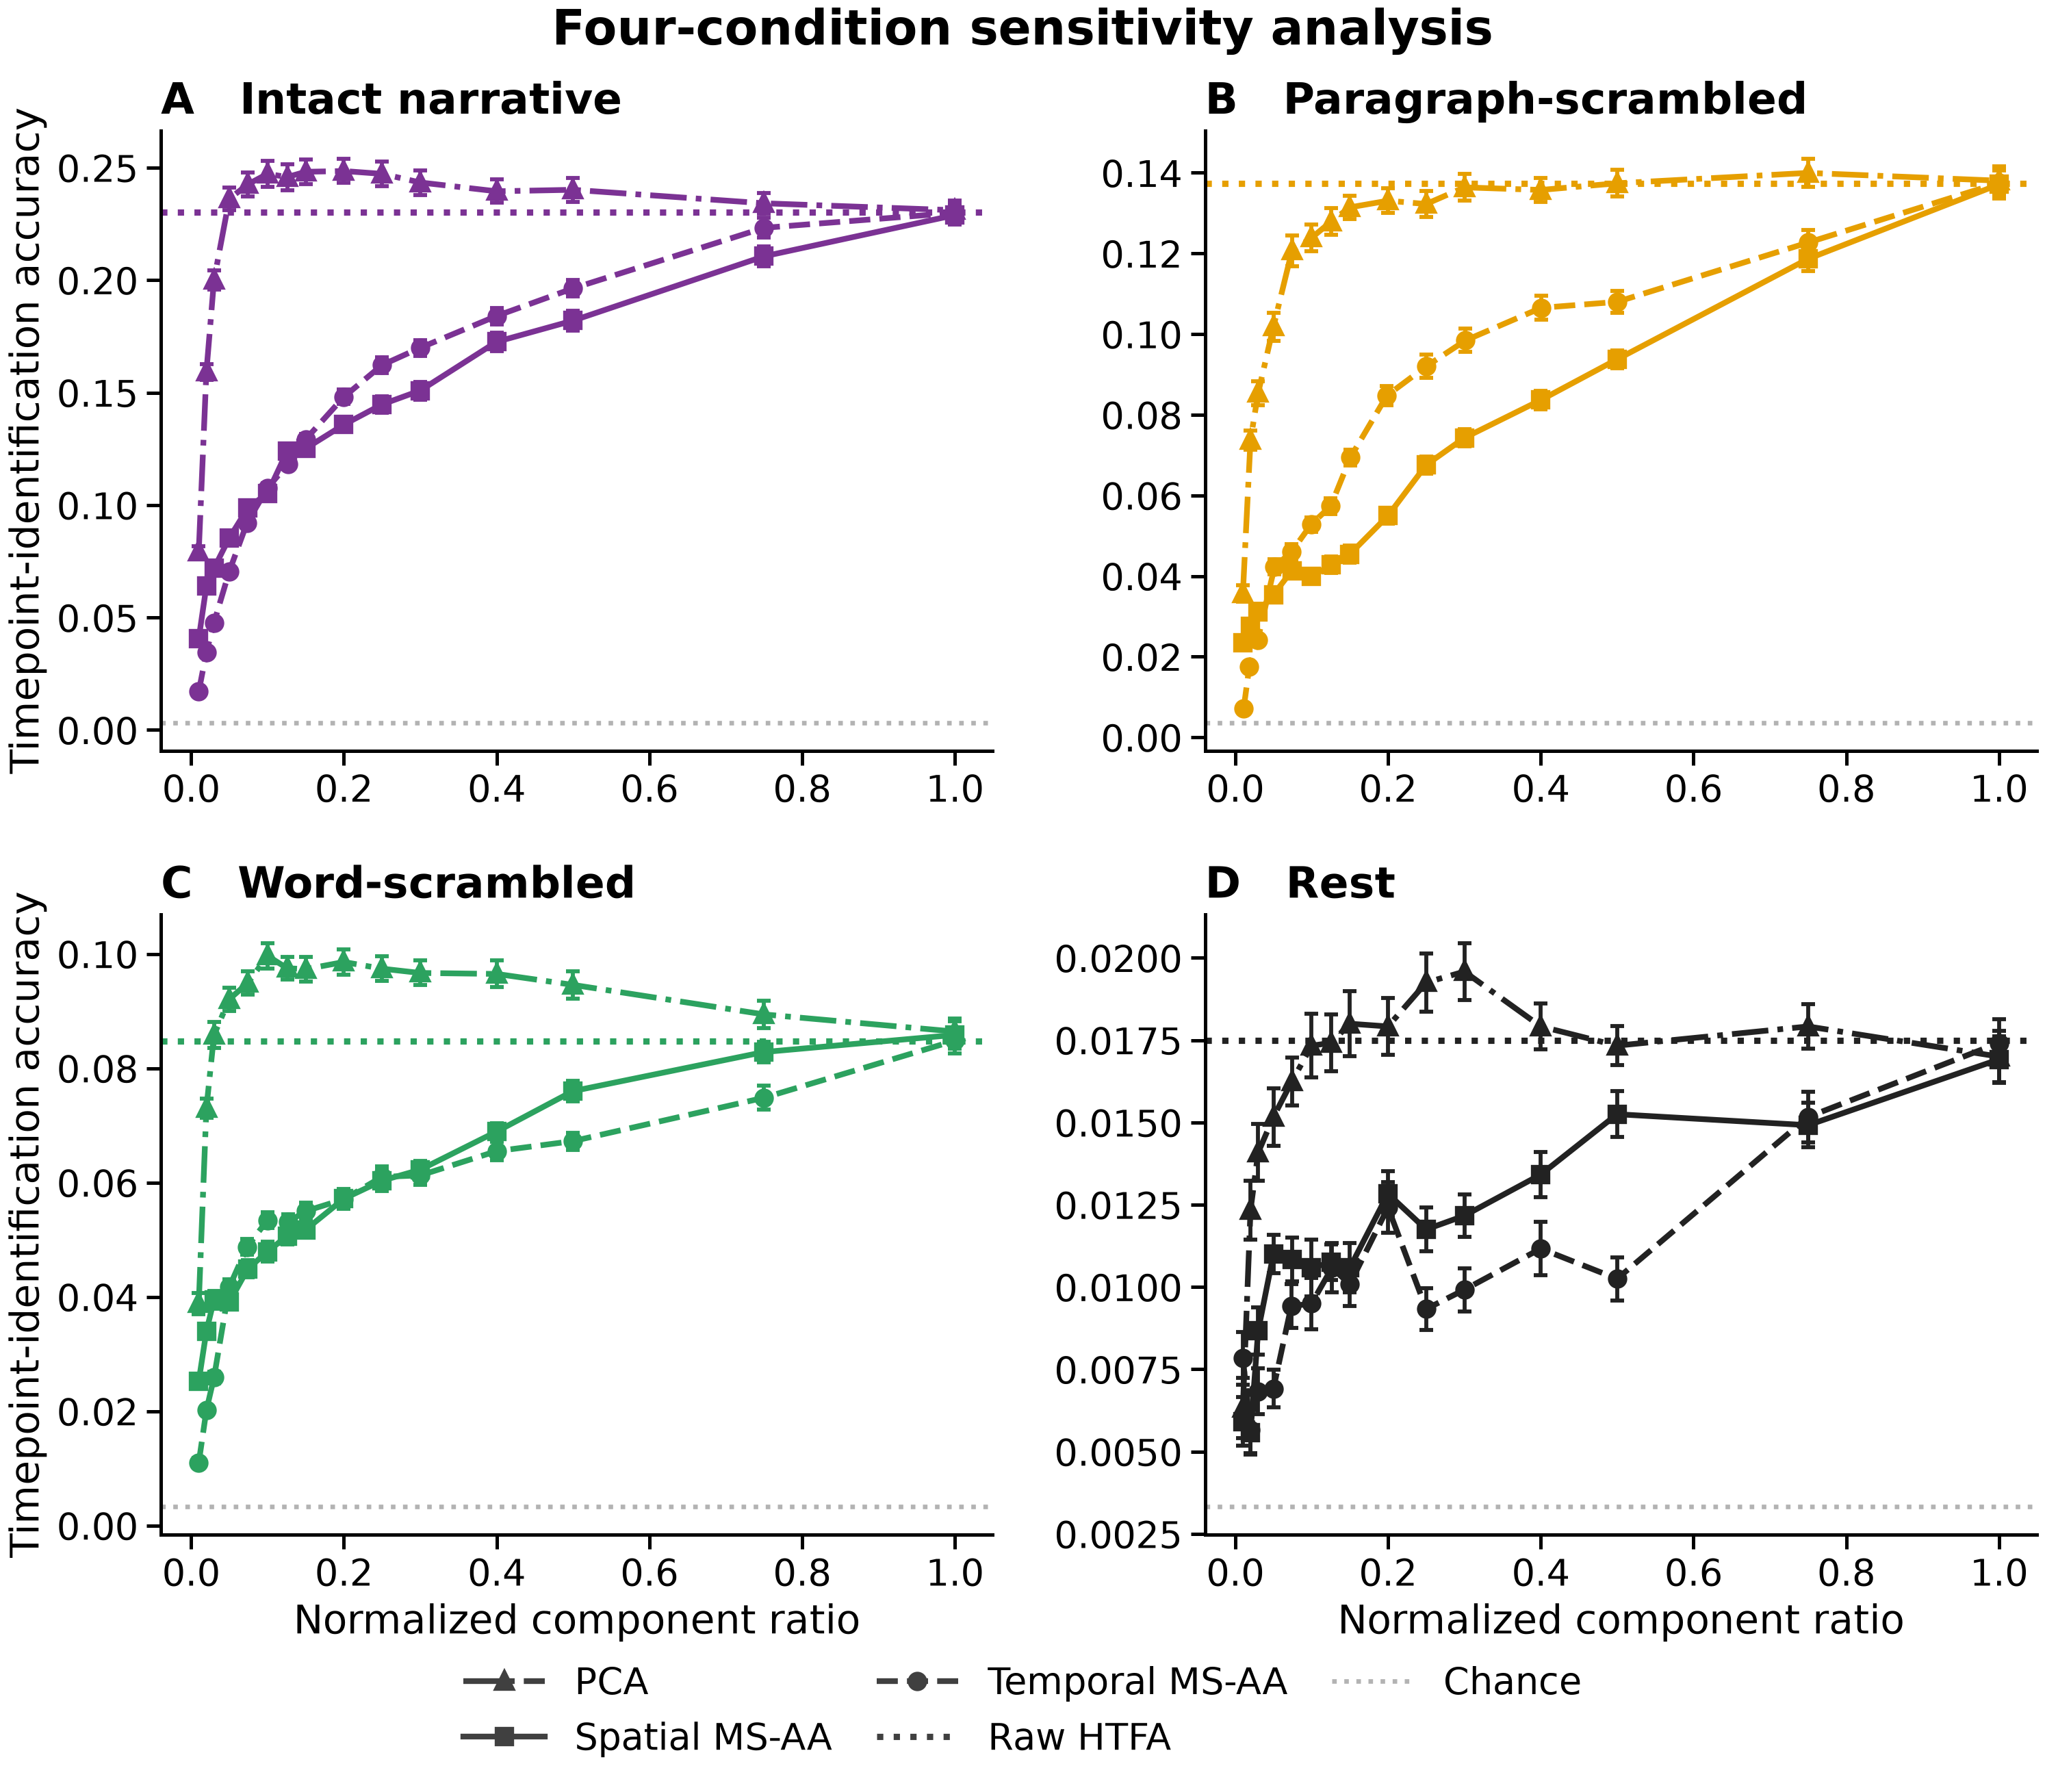 Four-condition sensitivity analysis
A Intact narrative
Timepoint-identification accuracy
0.25
0.20
0.15
0.10
0.05
0.00
0.0 0.2 0.4 0.6 0.8 1.0
B Paragraph-scrambled
0.14
0.12
0.10
0.08
0.06
0.04
0.02
0.00
0.0 0.2 0.4 0.6 0.8 1.0
C Word-scrambled
Timepoint-identification accuracy
0.10
0.08
0.06
0.04
0.02
0.00
0.0 0.2 0.4 0.6 0.8 1.0
Normalized component ratio
D Rest
0.0200
0.0175
0.0150
0.0125
0.0100
0.0075
0.0050
0.0025
0.0 0.2 0.4 0.6 0.8 1.0
Normalized component ratio
PCA Temporal MS-AA Chance
Spatial MS-AA Raw HTFA